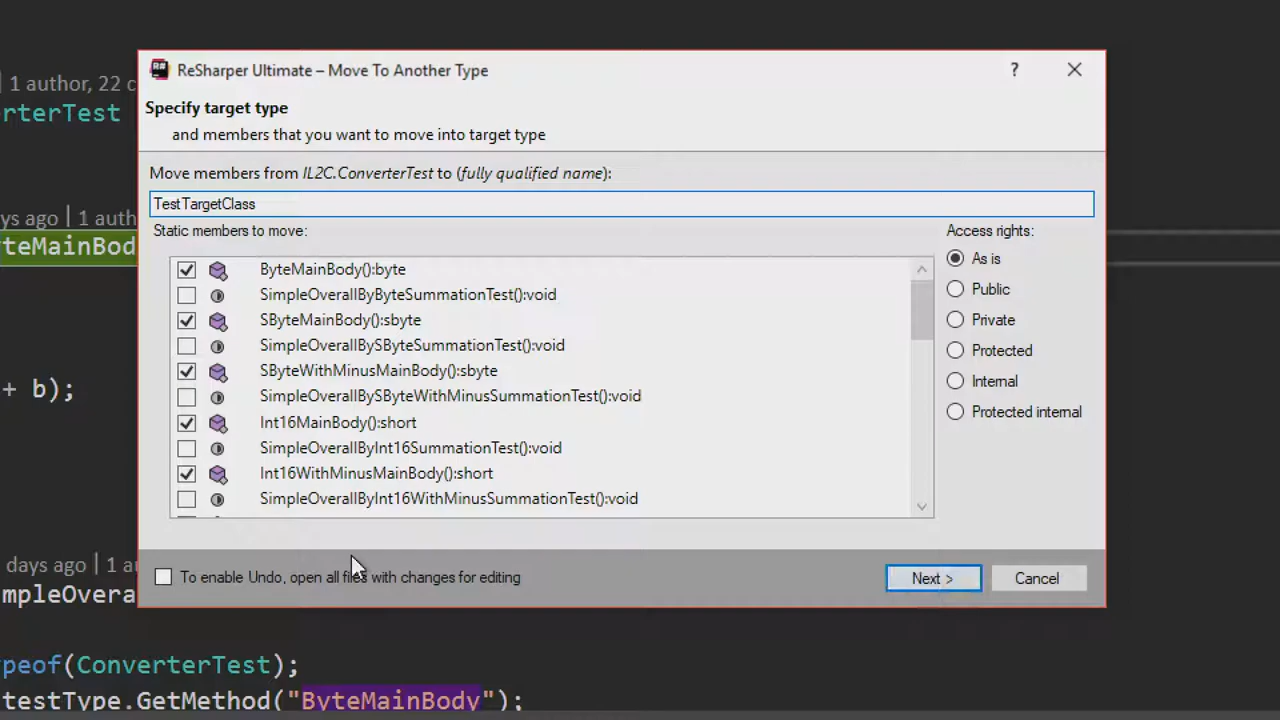 ReSharper Ultimate – Move To Another Type
?
1 author, 22 c
Specify target type
erterTest
and members that you want to move into target type
Move members from IL2C.ConverterTest to (fully qualified name):
TestTargetClass
ys ago | 1 auth
Static members to move:
Access rights:
teMainBod
ByteMainBody():byte
SimpleOverallByByteSummationTest():void
SByteMainBody():sbyte
SimpleOverallBySByteSummationTest():void
SByteWithMinusMainBody():sbyte
SimpleOverallBySByteWithMinusSummationTest():void
Int16MainBody():short
SimpleOverallByInt16SummationTest():void
Int16WithMinusMainBody():short
SimpleOverallByInt16WithMinusSummationTest():void
As is
Public
Private
Protected
Internal
Protected internal
+ b);
days ago | 1 au
To enable Undo, open all files with changes for editing
Next >
Cancel
mpleOvera
peof(ConverterTest);
testType.GetMethod("ByteMainBody");